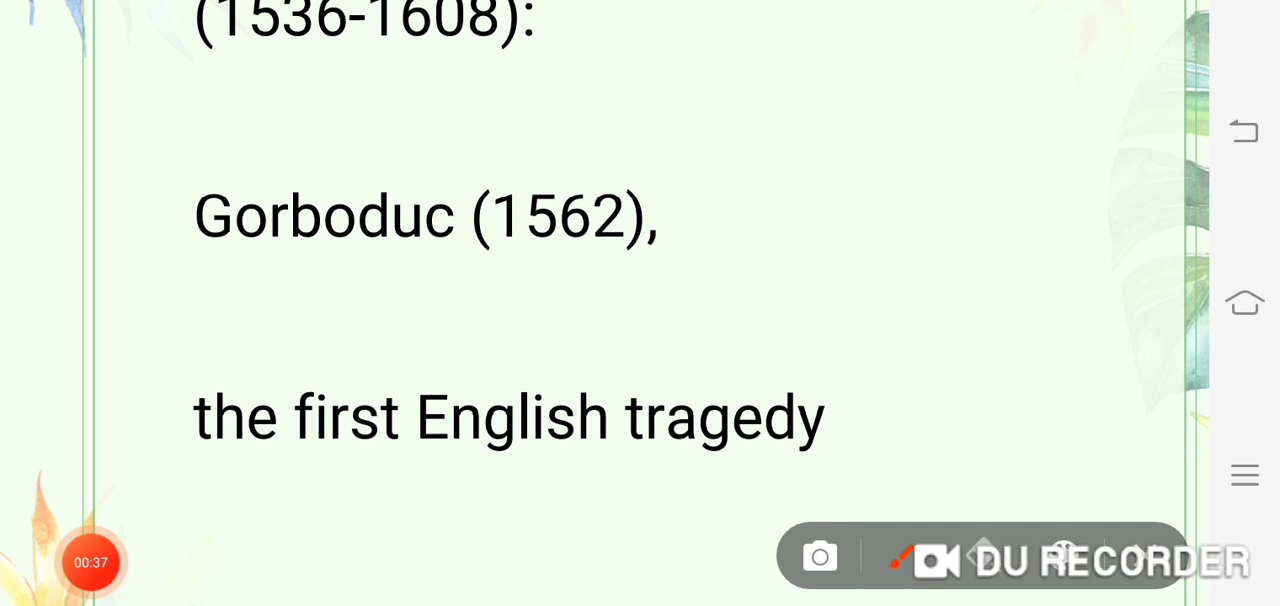 (1536-1608):
Gorboduc (1562),
the first English tragedy
00:37
DU RECORDER